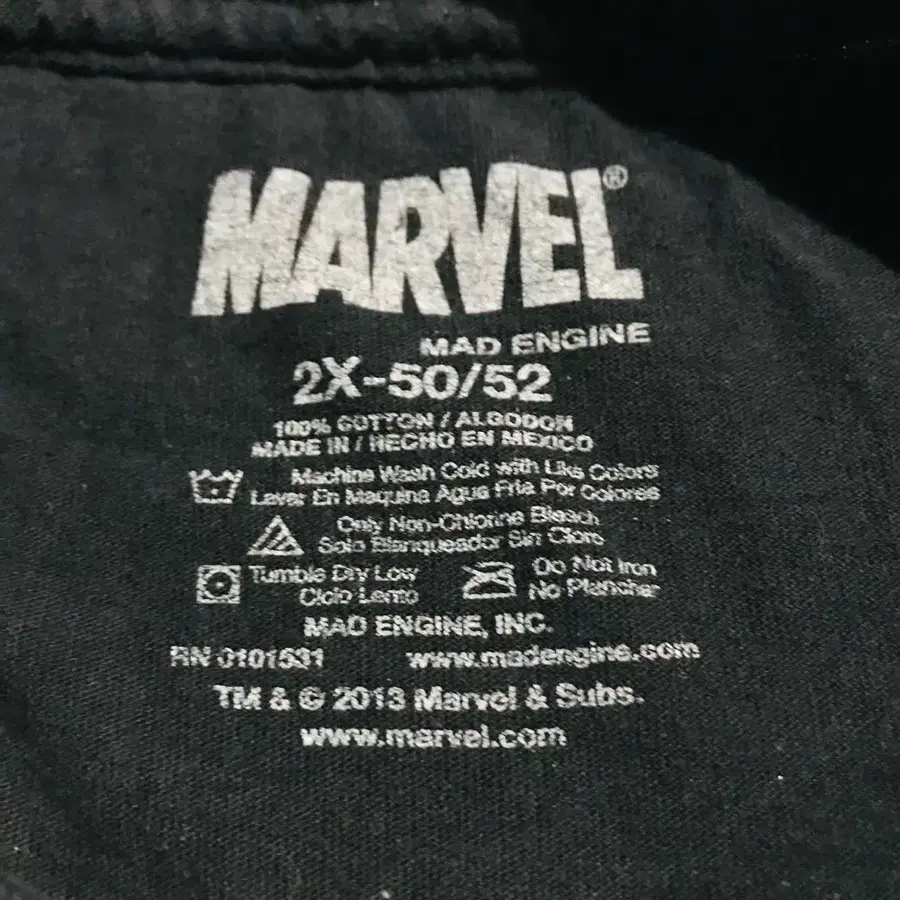 MARVEL®
MAD ENGINE
2X-50/52
100% COTTON / ALGODON
MADE IN / HECHO EN MEXICO
Machine Wash Cold with Like Colors
Lavar En Maquina Agua Fria Por Colores
Only Non-Chlorine Bleach
Solo Blanqueador Sin Cloro
Tumble Dry Low
Ciclo Lento
Do Not Iron
No Planchar
MAD ENGINE, INC.
RN 0101531 www.madengine.com
TM & © 2013 Marvel & Subs.
www.marvel.com